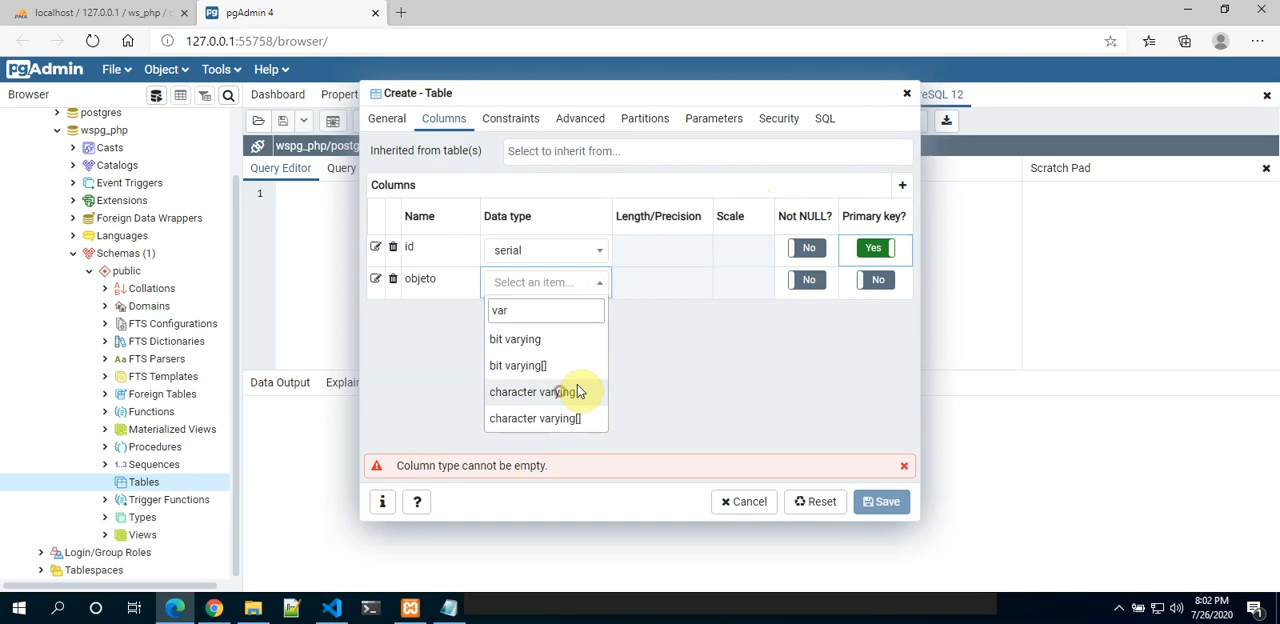 localhost / 127.0.0.1 / ws_php /
pgAdmin 4
127.0.0.1:55758/browser/
pgAdmin
File
Object
Tools
Help
Browser
Dashboard
Propert
eSQL 12
postgres
wspg_php
Casts
Catalogs
Event Triggers
Extensions
Foreign Data Wrappers
Languages
Schemas (1)
public
Collations
Domains
FTS Configurations
FTS Dictionaries
FTS Parsers
FTS Templates
Foreign Tables
Functions
Materialized Views
Procedures
1..3 Sequences
Tables
Trigger Functions
Types
Views
Login/Group Roles
Tablespaces
wspg_php/postg
Query Editor
Query
1
Scratch Pad
Data Output
Explain
Create - Table
General
Columns
Constraints
Advanced
Partitions
Parameters
Security
SQL
Inherited from table(s)
Select to inherit from...
Columns
Name
Data type
Length/Precision
Scale
Not NULL?
Primary key?
id
serial
No
Yes
objeto
Select an item...
No
No
var
bit varying
bit varying[]
character varying
character varying[]
Column type cannot be empty.
i
?
Cancel
Reset
Save
8:02 PM
7/26/2020
1